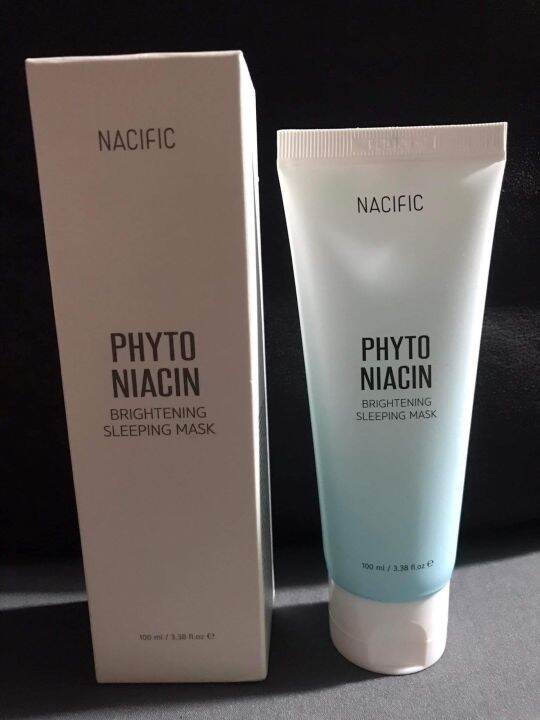 NACIFIC
PHYTO
NIACIN
BRIGHTENING
SLEEPING MASK
100 ml / 3.38 fl.oz ℮
NACIFIC
PHYTO
NIACIN
BRIGHTENING
SLEEPING MASK
100 ml / 3.38 fl.oz ℮